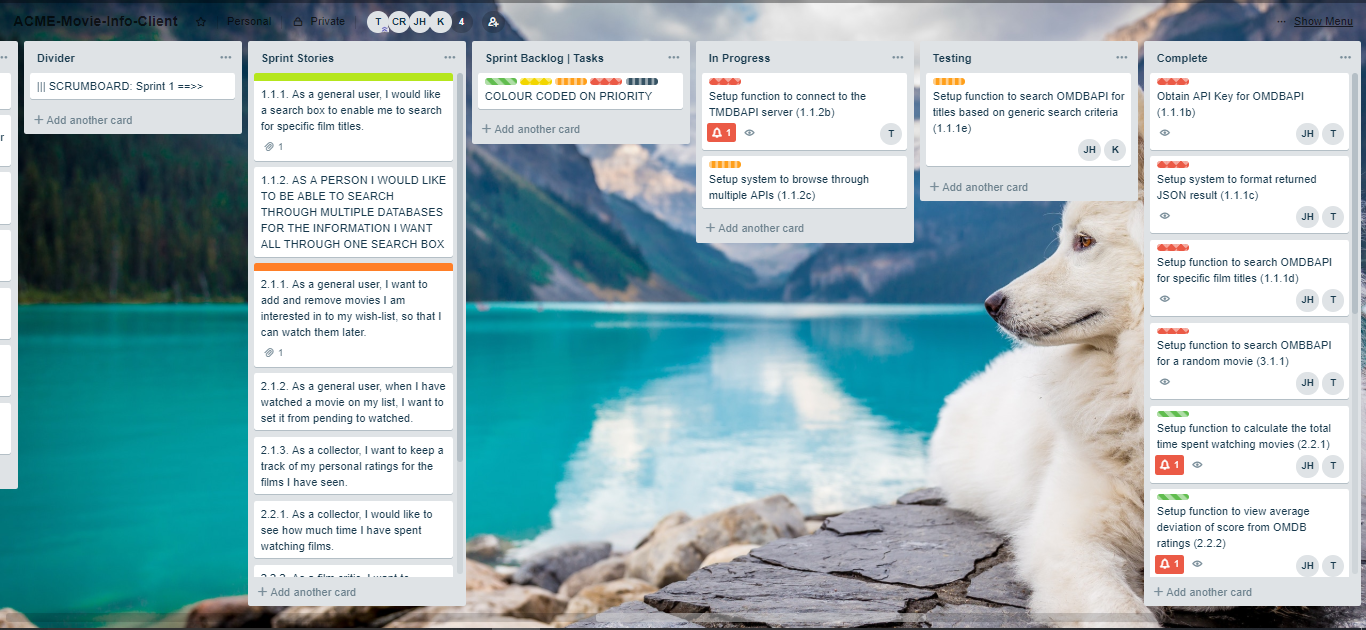 ACME-Movie-Info-Client
Personal
Private
T
CR
JH
K
4
Show Menu
r
Divider
||| SCRUMBOARD: Sprint 1 ==>>
+ Add another card
Sprint Stories
1.1.1. As a general user, I would like
a search box to enable me to search
for specific film titles.
1
1.1.2. AS A PERSON I WOULD LIKE
TO BE ABLE TO SEARCH
THROUGH MULTIPLE DATABASES
FOR THE INFORMATION I WANT
ALL THROUGH ONE SEARCH BOX
2.1.1. As a general user, I want to
add and remove movies I am
interested in to my wish-list, so that I
can watch them later.
1
2.1.2. As a general user, when I have
watched a movie on my list, I want to
set it from pending to watched.
2.1.3. As a collector, I want to keep a
track of my personal ratings for the
films I have seen.
2.2.1. As a collector, I would like to
see how much time I have spent
watching films.
2.2.2. As a film critic, I want to
+ Add another card
Sprint Backlog | Tasks
COLOUR CODED ON PRIORITY
+ Add another card
In Progress
Setup function to connect to the
TMDBAPI server (1.1.2b)
1
T
Setup system to browse through
multiple APIs (1.1.2c)
+ Add another card
Testing
Setup function to search OMDBAPI for
titles based on generic search criteria
(1.1.1e)
JH K
+ Add another card
Complete
Obtain API Key for OMDBAPI
(1.1.1b)
JH T
Setup system to format returned
JSON result (1.1.1c)
JH T
Setup function to search OMDBAPI
for specific film titles (1.1.1d)
JH T
Setup function to search OMBBAPI
for a random movie (3.1.1)
JH T
Setup function to calculate the total
time spent watching movies (2.2.1)
1
JH T
Setup function to view average
deviation of score from OMDB
ratings (2.2.2)
1
JH T
+ Add another card